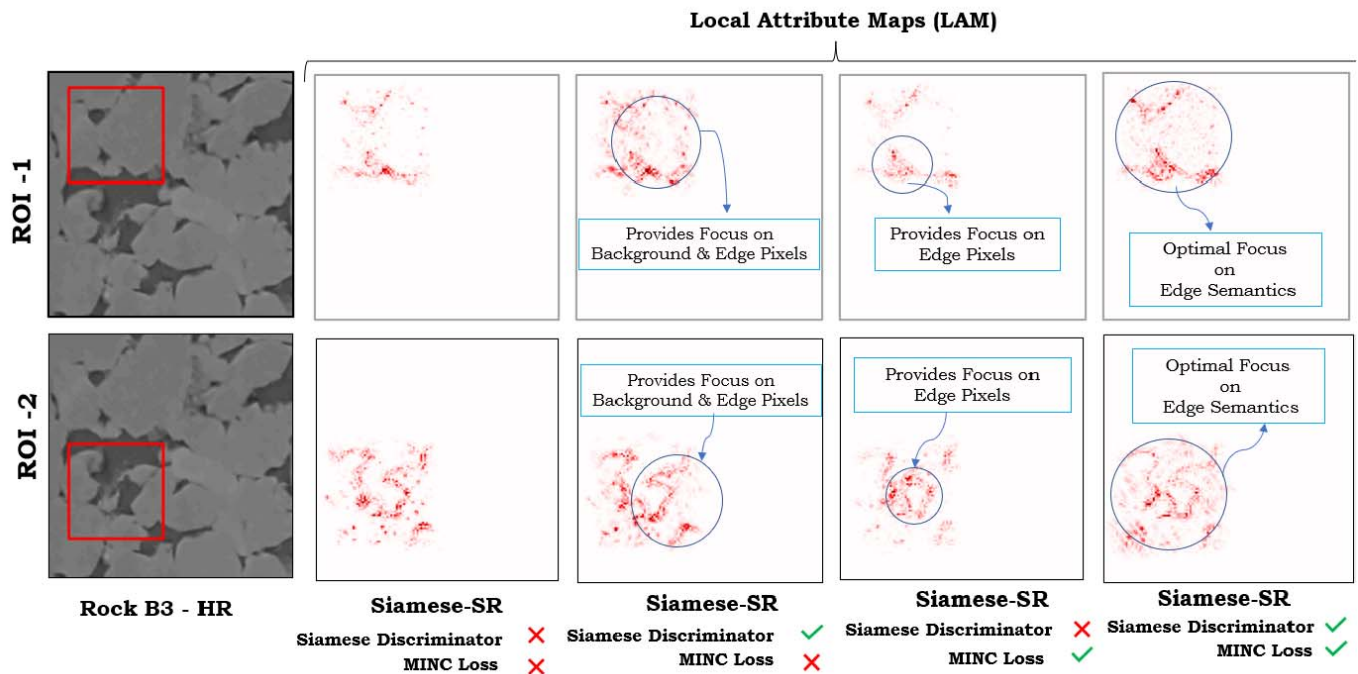 Local Attribute Maps (LAM)
ROI -1
Provides Focus on
Background & Edge Pixels
Provides Focus on
Edge Pixels
Optimal Focus
on
Edge Semantics
ROI -2
Provides Focus on
Background & Edge Pixels
Provides Focus on
Edge Pixels
Optimal Focus
on
Edge Semantics
Rock B3 - HR
Siamese-SR
Siamese Discriminator
MINC Loss
Siamese-SR
Siamese Discriminator
MINC Loss
Siamese-SR
Siamese Discriminator
MINC Loss
Siamese-SR
Siamese Discriminator
MINC Loss